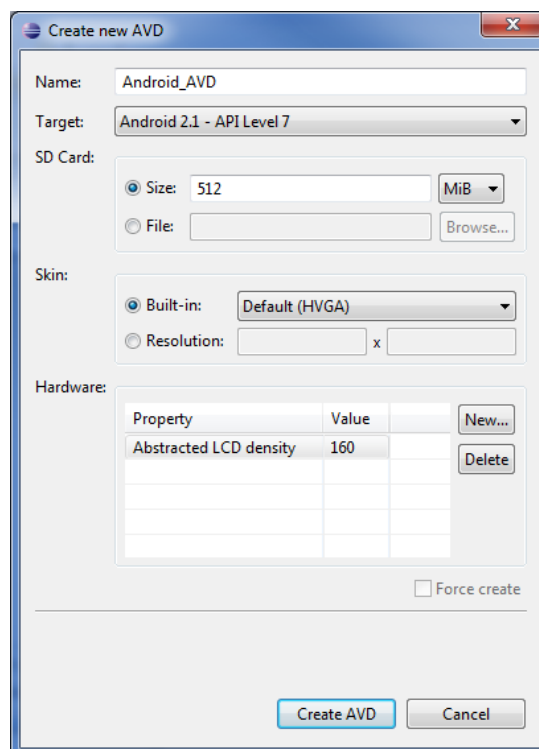 Create new AVD
Name: Android_AVD
Target: Android 2.1 - API Level 7
SD Card:
Size: 512 MiB
File: Browse...
Skin:
Built-in: Default (HVGA)
Resolution: x
Hardware:
Property Value New...
Abstracted LCD density 160
Delete
Force create
Create AVD Cancel